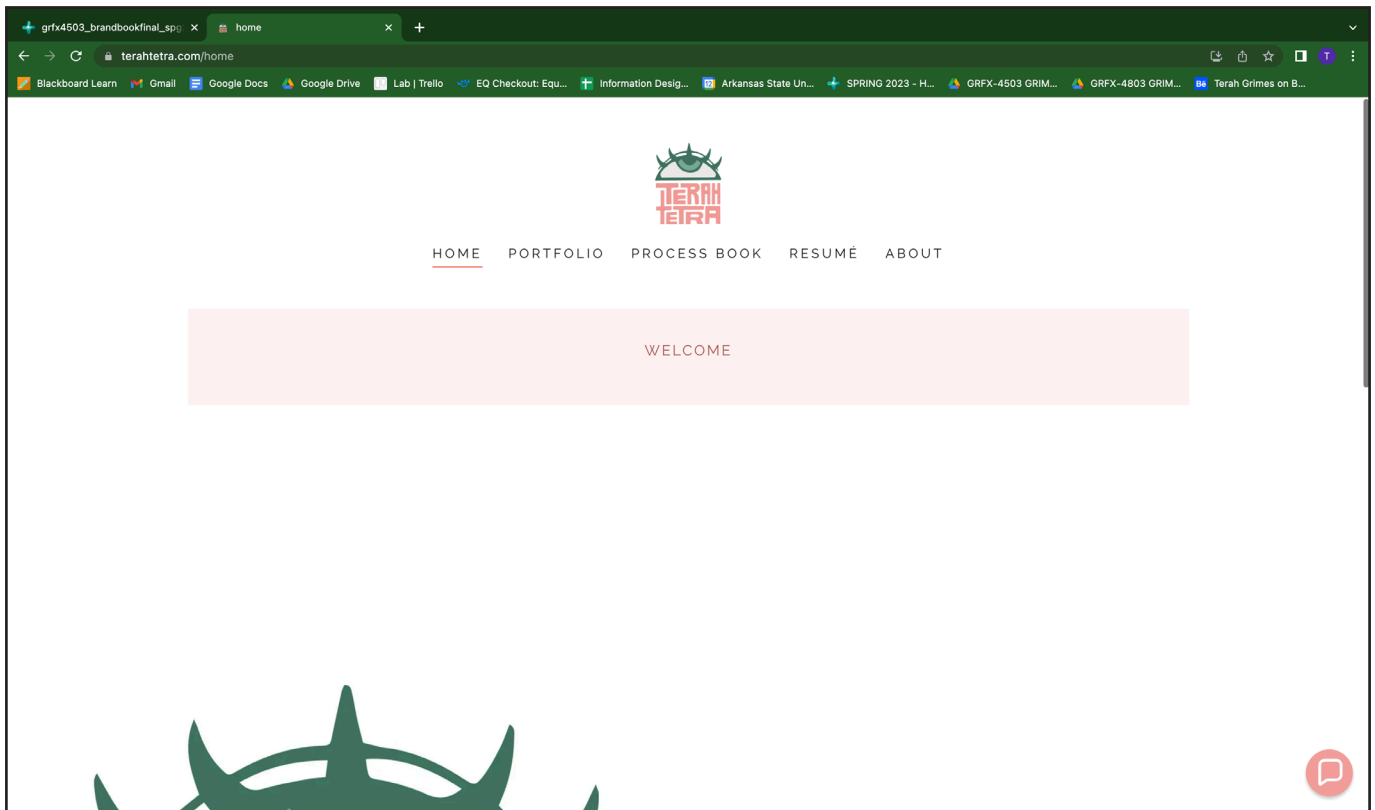 grfx4503_brandbookfinal_spg
home
terahtetra.com/home
T
Blackboard Learn
Gmail
Google Docs
Google Drive
Lab | Trello
EQ Checkout: Equ...
Information Desig...
12
Arkansas State Un...
SPRING 2023 - H...
GRFX-4503 GRIM...
GRFX-4803 GRIM...
Bē
Terah Grimes on B...
TERAH
TETRA
HOME PORTFOLIO PROCESS BOOK RESUMÉ ABOUT
WELCOME